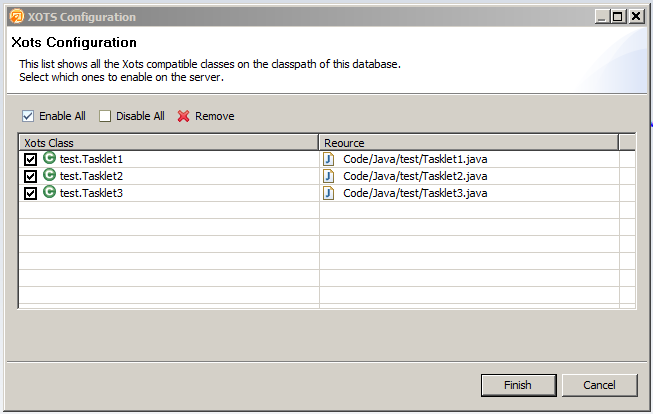 XOTS Configuration
Xots Configuration
This list shows all the Xots compatible classes on the classpath of this database.
Select which ones to enable on the server.
Enable All Disable All Remove
Xots Class Reource
test.Tasklet1 Code/Java/test/Tasklet1.java
test.Tasklet2 Code/Java/test/Tasklet2.java
test.Tasklet3 Code/Java/test/Tasklet3.java
Finish Cancel